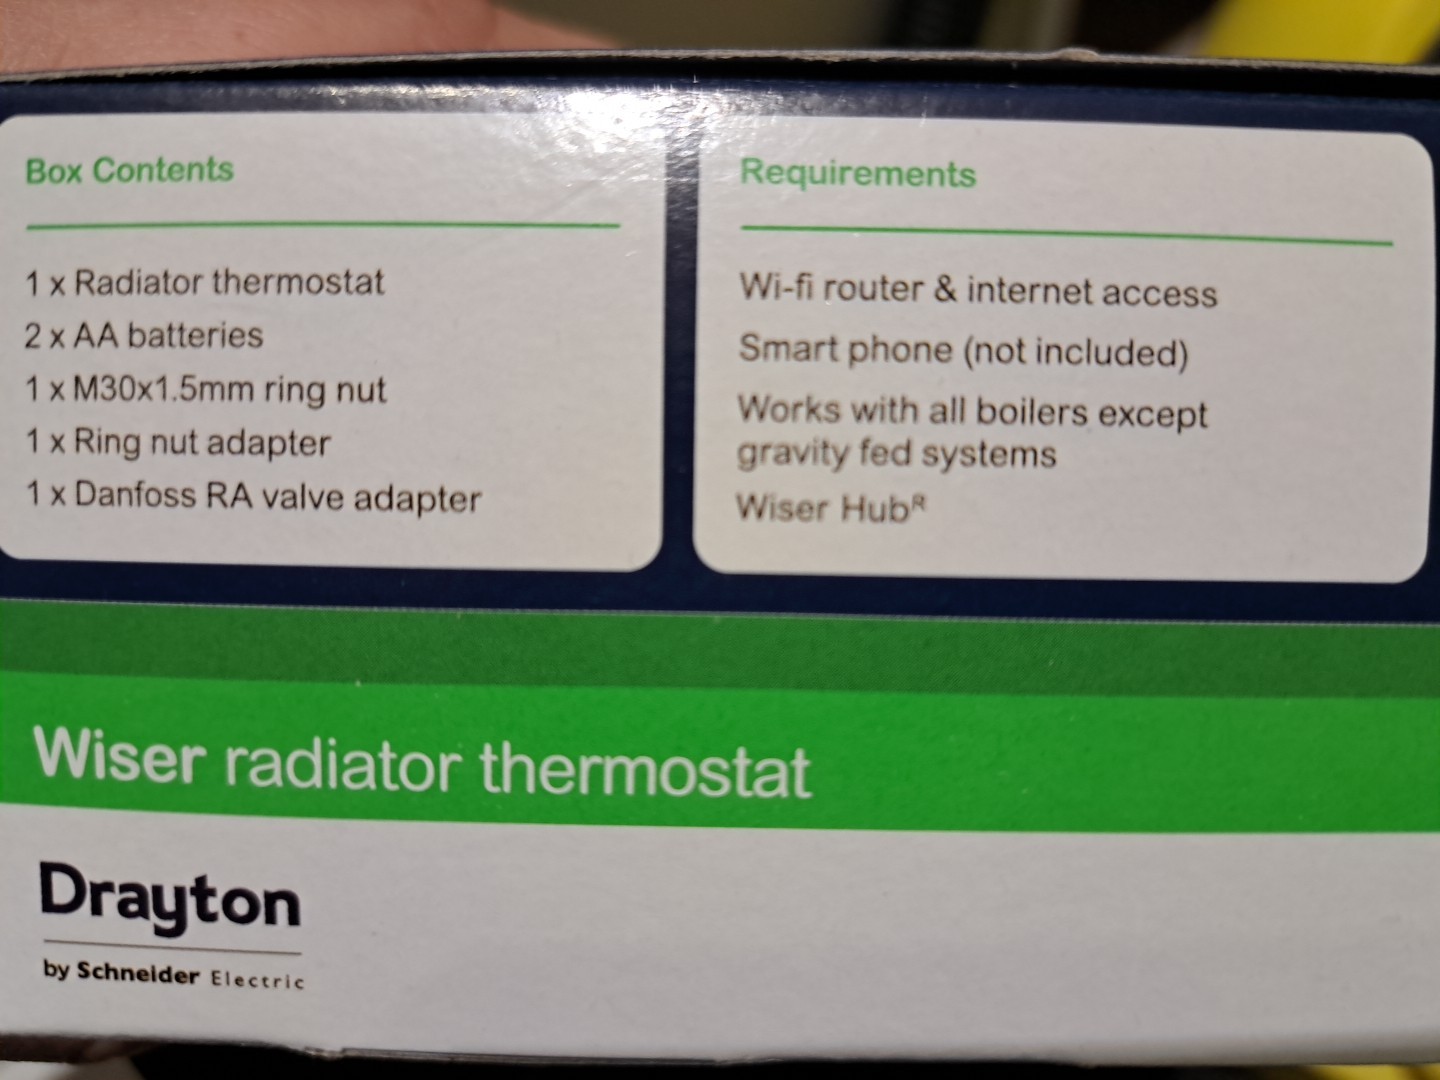 Box Contents
1 x Radiator thermostat
2 x AA batteries
1 x M30x1.5mm ring nut
1 x Ring nut adapter
1 x Danfoss RA valve adapter
Requirements
Wi-fi router & internet access
Smart phone (not included)
Works with all boilers except
gravity fed systems
Wiser Hubᴿ
Wiser radiator thermostat
Drayton
by Schneider Electric